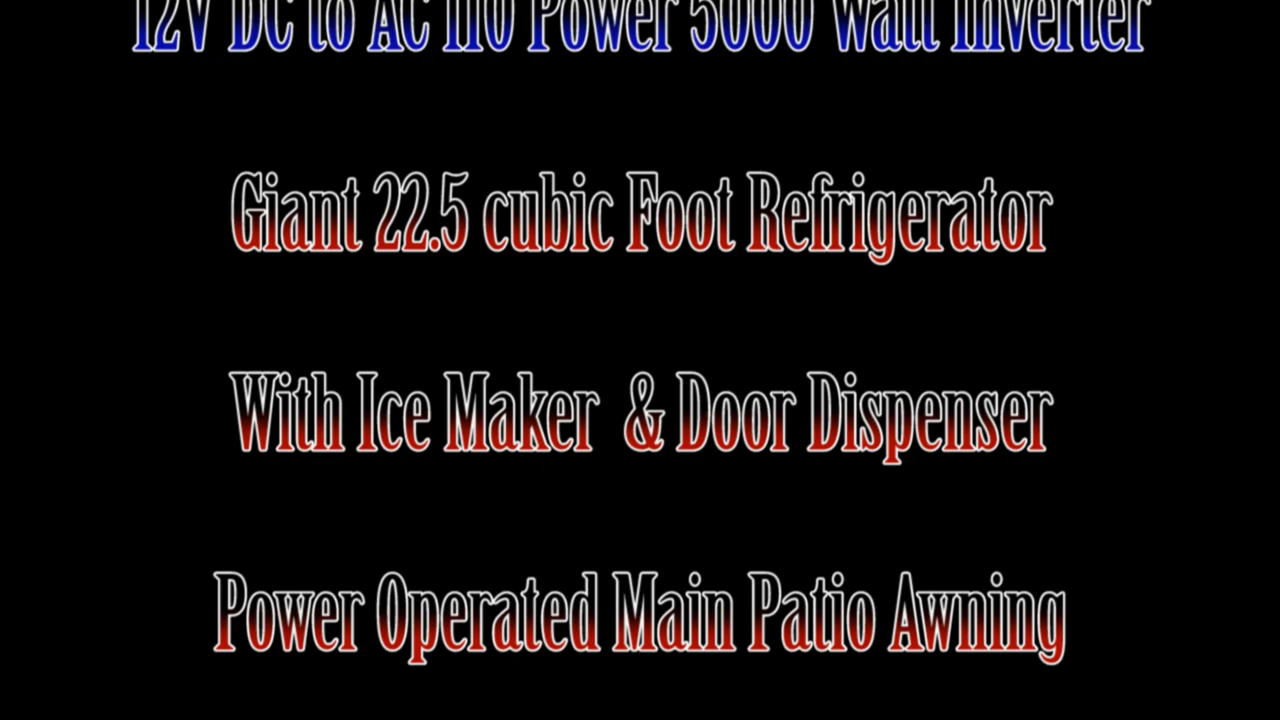 12V DC to AC 110 Power 5000 Watt Inverter
Giant 22.5 cubic Foot Refrigerator
With Ice Maker & Door Dispenser
Power Operated Main Patio Awning